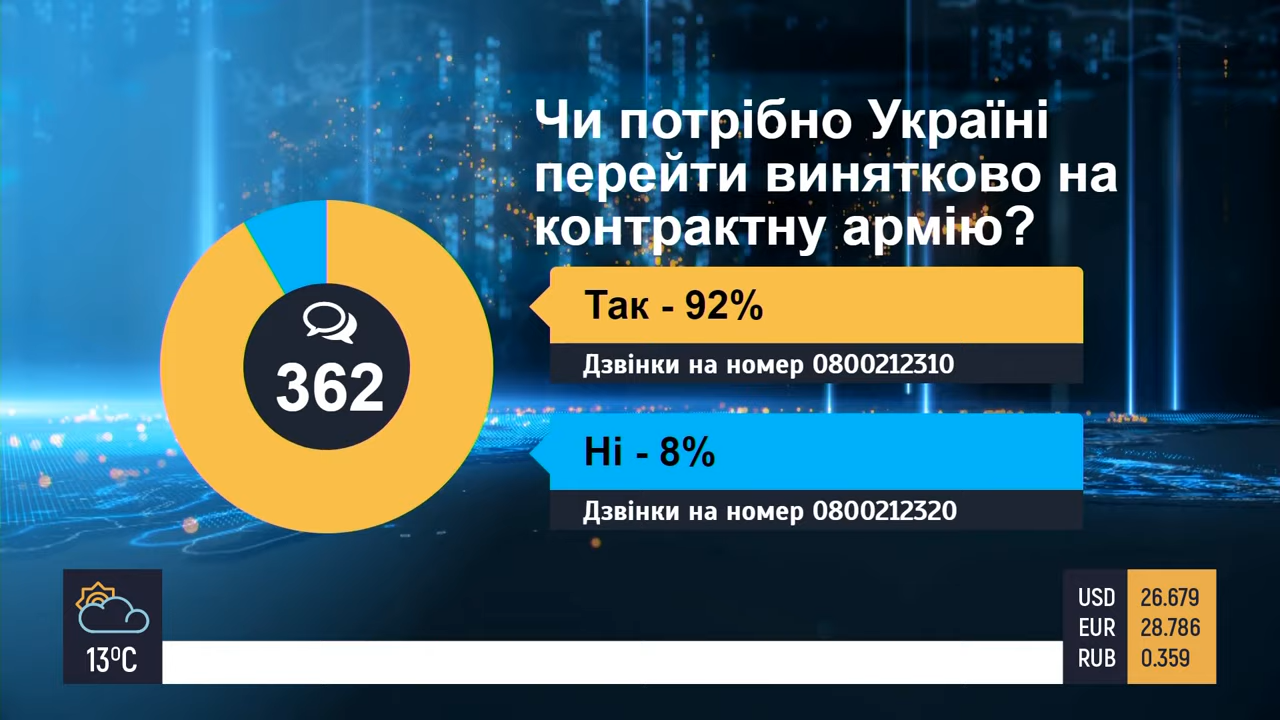 Чи потрібно Україні
перейти винятково на
контрактну армію?
Так - 92%
Дзвінки на номер 0800212310
362
Ні - 8%
Дзвінки на номер 0800212320
13°C
USD 26.679
EUR 28.786
RUB 0.359